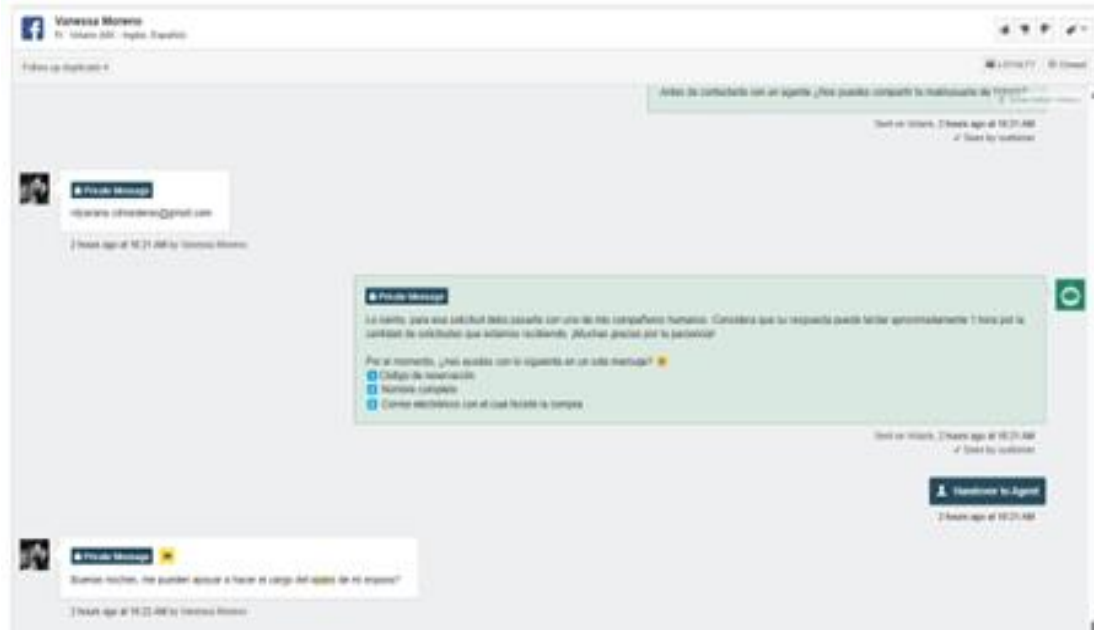 Vanessa Moreno
Follow up duplicate
LOYALTY Closed
Antes de contactarte con un agente ¿Nos puedes compartir la
Sent on Volaris, 2 hours ago at 10:21 AM
Seen by customer
Private Message
@gmail.com
2 hours ago at 10:21 AM by Vanessa Moreno
Private Message
Lo siento, para esa solicitud debo pasarte con uno de mis compañeros humanos. Considera que su respuesta puede tardar aproximadamente 1 hora por la
cantidad de solicitudes que estamos recibiendo. ¡Muchas gracias por tu paciencia!
Por el momento, ¿nos ayudas con lo siguiente en un solo mensaje?
Código de reservación
Nombre completo
Correo electrónico con el cual hiciste la compra
Sent on Volaris, 2 hours ago at 10:21 AM
Seen by customer
Handover to Agent
2 hours ago at 10:21 AM
Private Message
Buenas noches, me pueden apoyar a hacer el cargo del de mi esposo?
2 hours ago at 10:22 AM by Vanessa Moreno